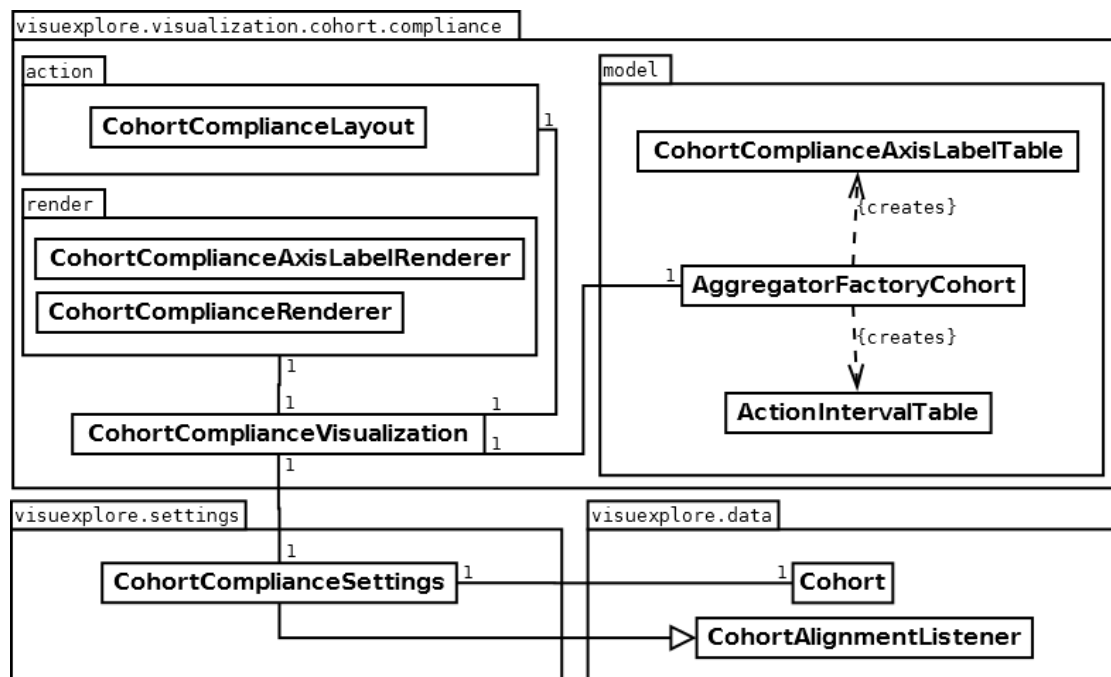 visuexplore.visualization.cohort.compliance
action
CohortComplianceLayout
1
render
CohortComplianceAxisLabelRenderer
CohortComplianceRenderer
1
1
1
CohortComplianceVisualization
1
1
model
CohortComplianceAxisLabelTable
{creates}
1
AggregatorFactoryCohort
{creates}
ActionIntervalTable
visuexplore.settings
1
CohortComplianceSettings
1
visuexplore.data
1
Cohort
CohortAlignmentListener